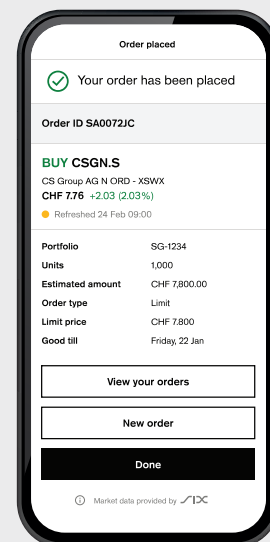 Order placed
Your order has been placed
Order ID SA0072JC
BUY CSGN.S
CS Group AG N ORD - XSWX
CHF 7.76 +2.03 (2.03%)
Refreshed 24 Feb 09:00
Portfolio SG-1234
Units 1,000
Estimated amount CHF 7,800.00
Order type Limit
Limit price CHF 7.800
Good till Friday, 22 Jan
View your orders
New order
Done
Market data provided by SIX